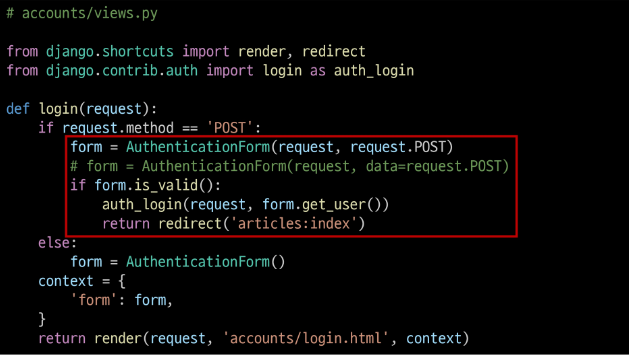 # accounts/views.py
from django.shortcuts import render, redirect
from django.contrib.auth import login as auth_login
def login(request):
    if request.method == 'POST':
        form = AuthenticationForm(request, request.POST)
        # form = AuthenticationForm(request, data=request.POST)
        if form.is_valid():
            auth_login(request, form.get_user())
            return redirect('articles:index')
    else:
        form = AuthenticationForm()
    context = {
        'form': form,
    }
    return render(request, 'accounts/login.html', context)